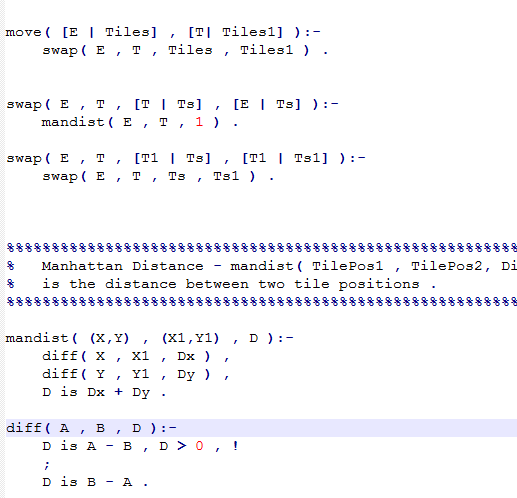 move( [E | Tiles] , [T| Tiles1] ):-
    swap( E , T , Tiles , Tiles1 ) .
swap( E , T , [T | Ts] , [E | Ts] ):-
    mandist( E , T , 1 ) .
swap( E , T , [T1 | Ts] , [T1 | Ts1] ):-
    swap( E , T , Ts , Ts1 ) .
%%%%%%%%%%%%%%%%%%%%%%%%%%%%%%%%%%%%%%%%%%%%%%%%%%%%%%%%%
%   Manhattan Distance - mandist( TilePos1 , TilePos2, Di
%   is the distance between two tile positions .
%%%%%%%%%%%%%%%%%%%%%%%%%%%%%%%%%%%%%%%%%%%%%%%%%%%%%%%%%
mandist( (X,Y) , (X1,Y1) , D ):-
    diff( X , X1 , Dx ) ,
    diff( Y , Y1 , Dy ) ,
    D is Dx + Dy .
diff( A , B , D ):-
    D is A - B , D > 0 , !
    ;
    D is B - A .